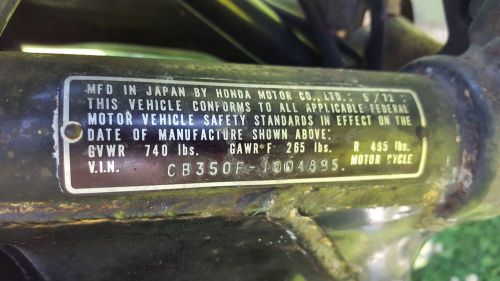 MFD IN JAPAN BY HONDA MOTOR CO., LTD.: 5/72
THIS VEHICLE CONFORMS TO ALL APPLICABLE FEDERAL
MOTOR VEHICLE SAFETY STANDARDS IN EFFECT ON THE
DATE OF MANUFACTURE SHOWN ABOVE:
GVWR 740 lbs. GAWR F 265 lbs. R 495 lbs.
V.I.N. CB350F-1004895. MOTOR CYCLE